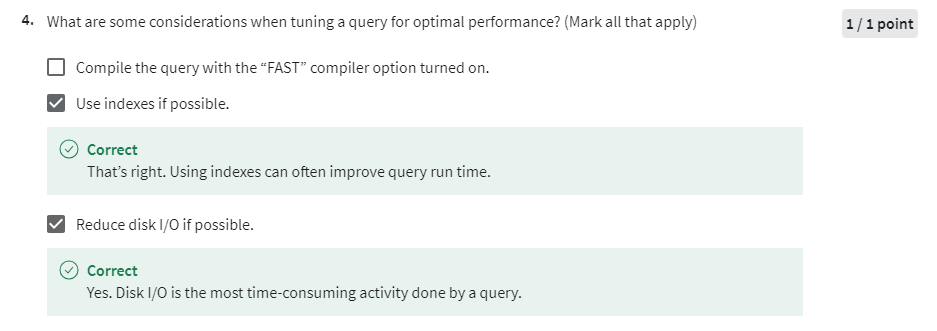 4. What are some considerations when tuning a query for optimal performance? (Mark all that apply)
1 / 1 point
Compile the query with the “FAST” compiler option turned on.
Use indexes if possible.
Correct
That’s right. Using indexes can often improve query run time.
Reduce disk I/O if possible.
Correct
Yes. Disk I/O is the most time-consuming activity done by a query.